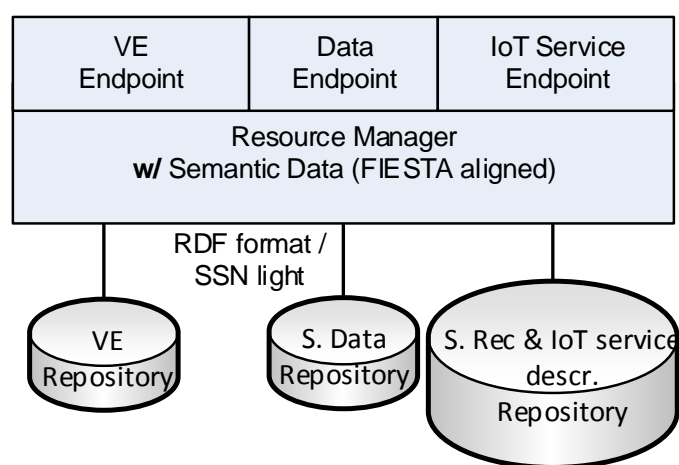 VE
Endpoint
Data
Endpoint
IoT Service
Endpoint
Resource Manager
w/ Semantic Data (FIESTA aligned)
RDF format /
SSN light
VE
Repository
S. Data
Repository
S. Rec & IoT service
descr.
Repository